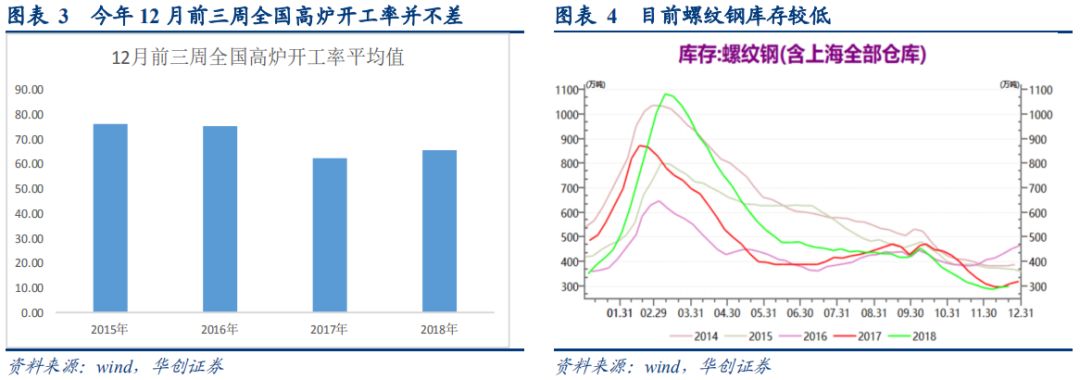 图表 3 今年 12 月前三周全国高炉开工率并不差
12月前三周全国高炉开工率平均值
90.00
80.00
70.00
60.00
50.00
40.00
30.00
20.00
10.00
0.00
2015年 2016年 2017年 2018年
资料来源：wind，华创证券
图表 4 目前螺纹钢库存较低
库存:螺纹钢(含上海全部仓库)
(万吨) (万吨)
1100 1100
1000 1000
900 900
800 800
700 700
600 600
500 500
400 400
300 300
01.31 02.29 03.31 04.30 05.31 06.30 07.31 08.31 09.30 10.31 11.30 12.31
2014 2015 2016 2017 2018
资料来源：wind，华创证券